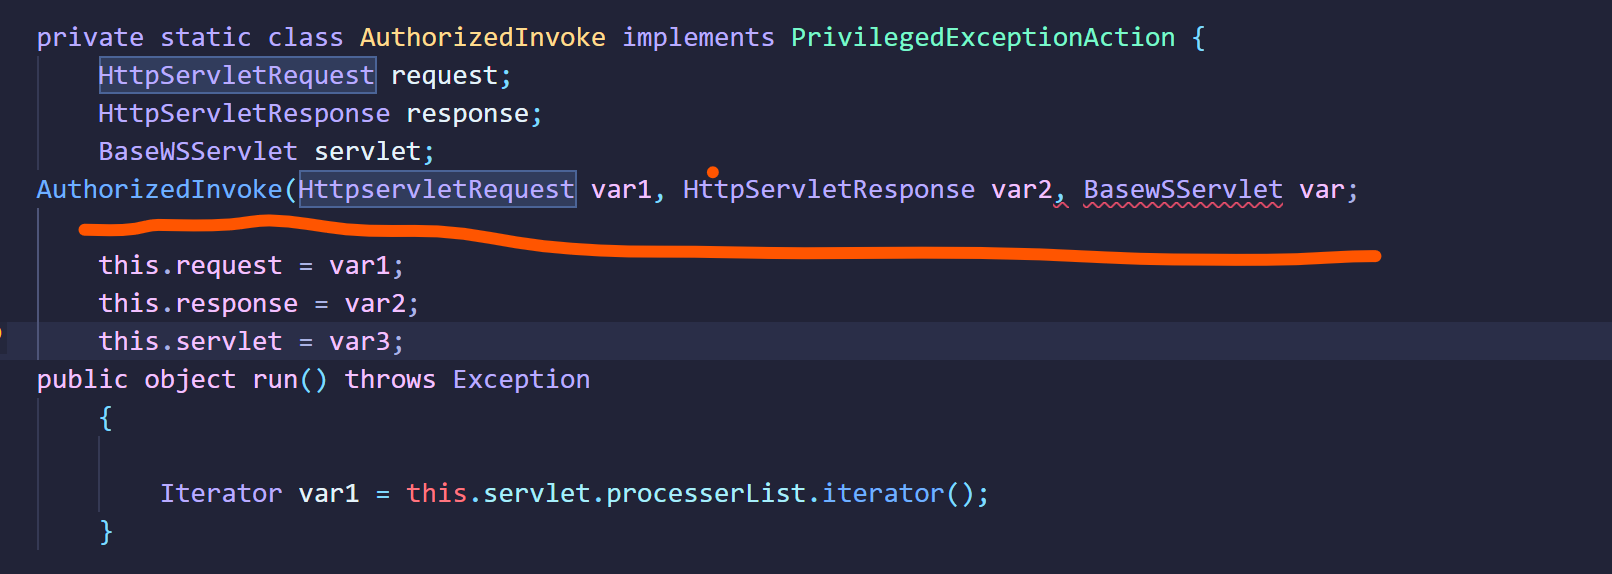 private static class AuthorizedInvoke implements PrivilegedExceptionAction {
HttpServletRequest request;
HttpServletResponse response;
BaseWSServlet servlet;
AuthorizedInvoke(HttpservletRequest var1, HttpServletResponse var2, BasewSServlet var;
this.request = var1;
this.response = var2;
this.servlet = var3;
public object run() throws Exception
{
Iterator var1 = this.servlet.processerList.iterator();
}